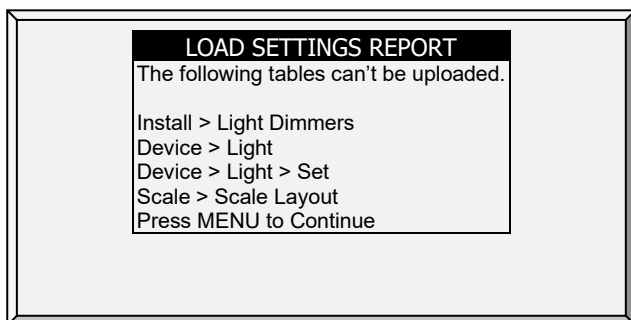 LOAD SETTINGS REPORT
The following tables can’t be uploaded.
Install > Light Dimmers
Device > Light
Device > Light > Set
Scale > Scale Layout
Press MENU to Continue